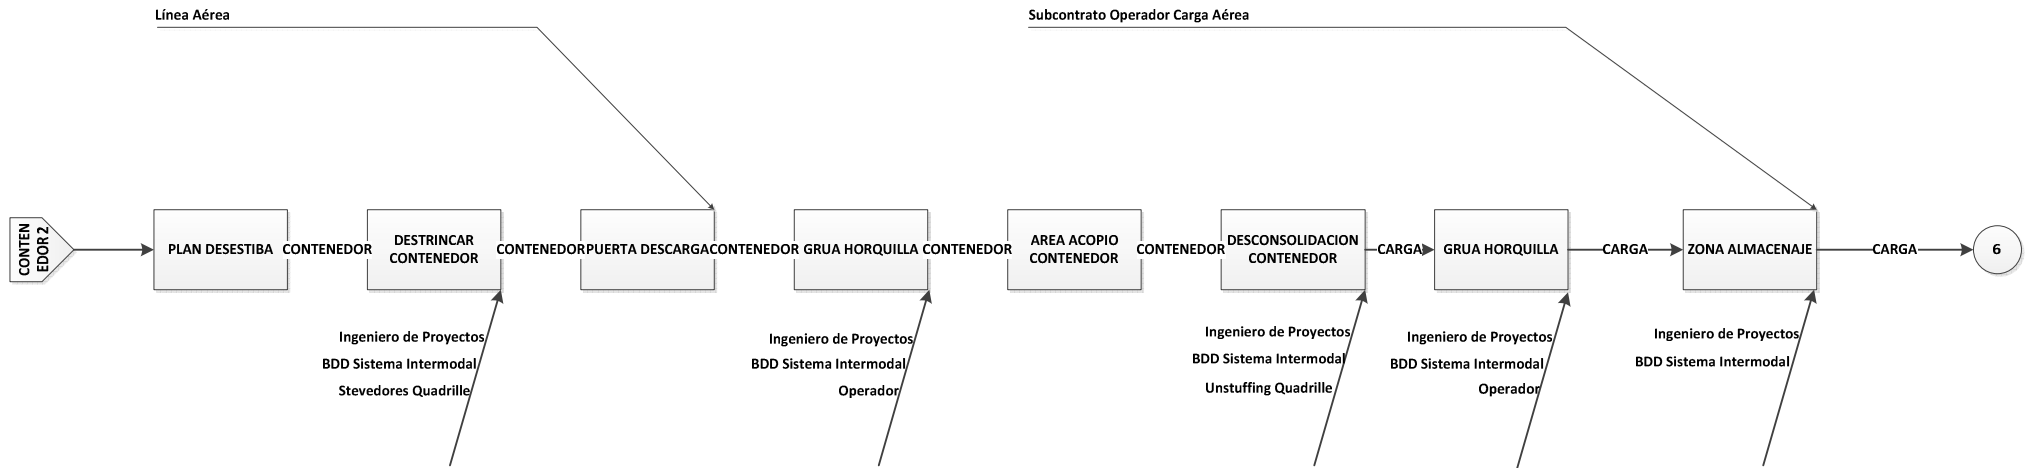 Línea Aérea
Subcontrato Operador Carga Aérea
CONTEN
EDOR 2
PLAN DESESTIBA
CONTENEDOR
DESTRINCAR
CONTENEDOR
CONTENEDOR
PUERTA DESCARGA
CONTENEDOR
GRUA HORQUILLA
CONTENEDOR
AREA ACOPIO
CONTENEDOR
CONTENEDOR
DESCONSOLIDACION
CONTENEDOR
CARGA
GRUA HORQUILLA
CARGA
ZONA ALMACENAJE
CARGA
6
Ingeniero de Proyectos
BDD Sistema Intermodal
Stevedores Quadrille
Ingeniero de Proyectos
BDD Sistema Intermodal
Operador
Ingeniero de Proyectos
BDD Sistema Intermodal
Unstuffing Quadrille
Ingeniero de Proyectos
BDD Sistema Intermodal
Operador
Ingeniero de Proyectos
BDD Sistema Intermodal